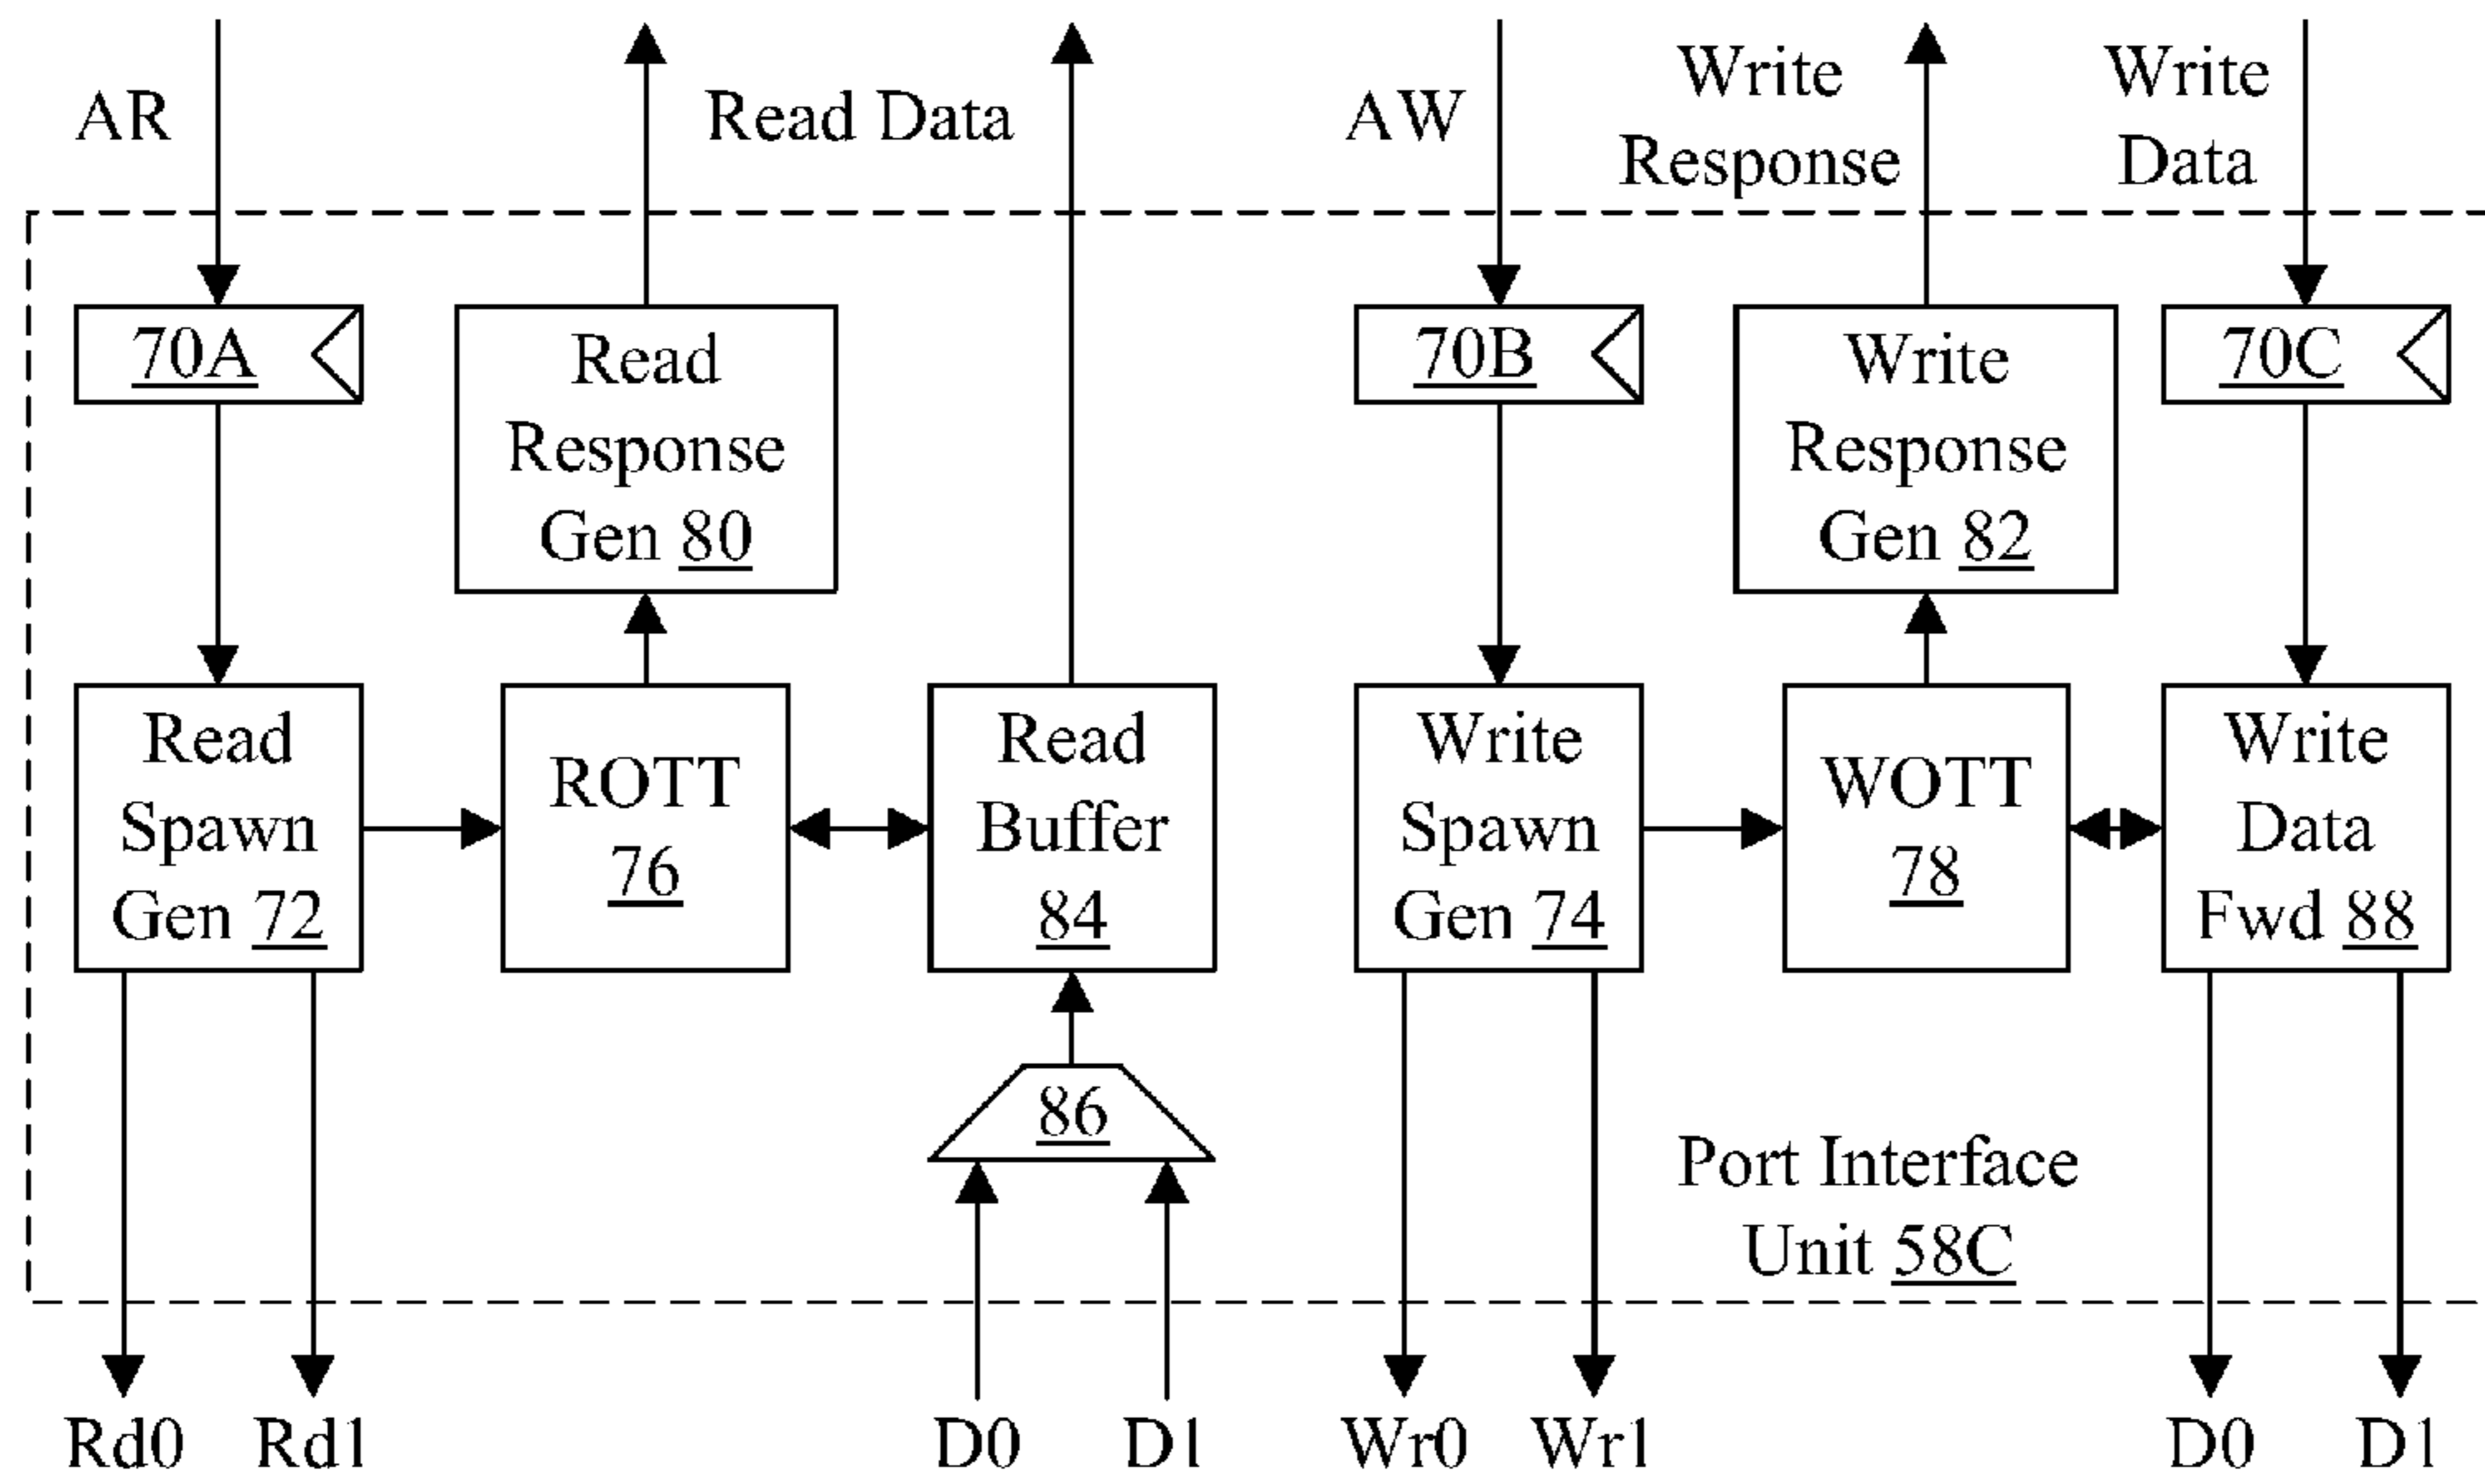 AR
Read Data
AW
Write
Response
Write
Data
70A
Read
Response
Gen 80
70B
Write
Response
Gen 82
70C
Read
Spawn
Gen 72
ROTT
76
Read
Buffer
84
Write
Spawn
Gen 74
WOTT
78
Write
Data
Fwd 88
86
Port Interface
Unit 58C
Rd0
Rd1
D0
D1
Wr0
Wr1
D0
D1